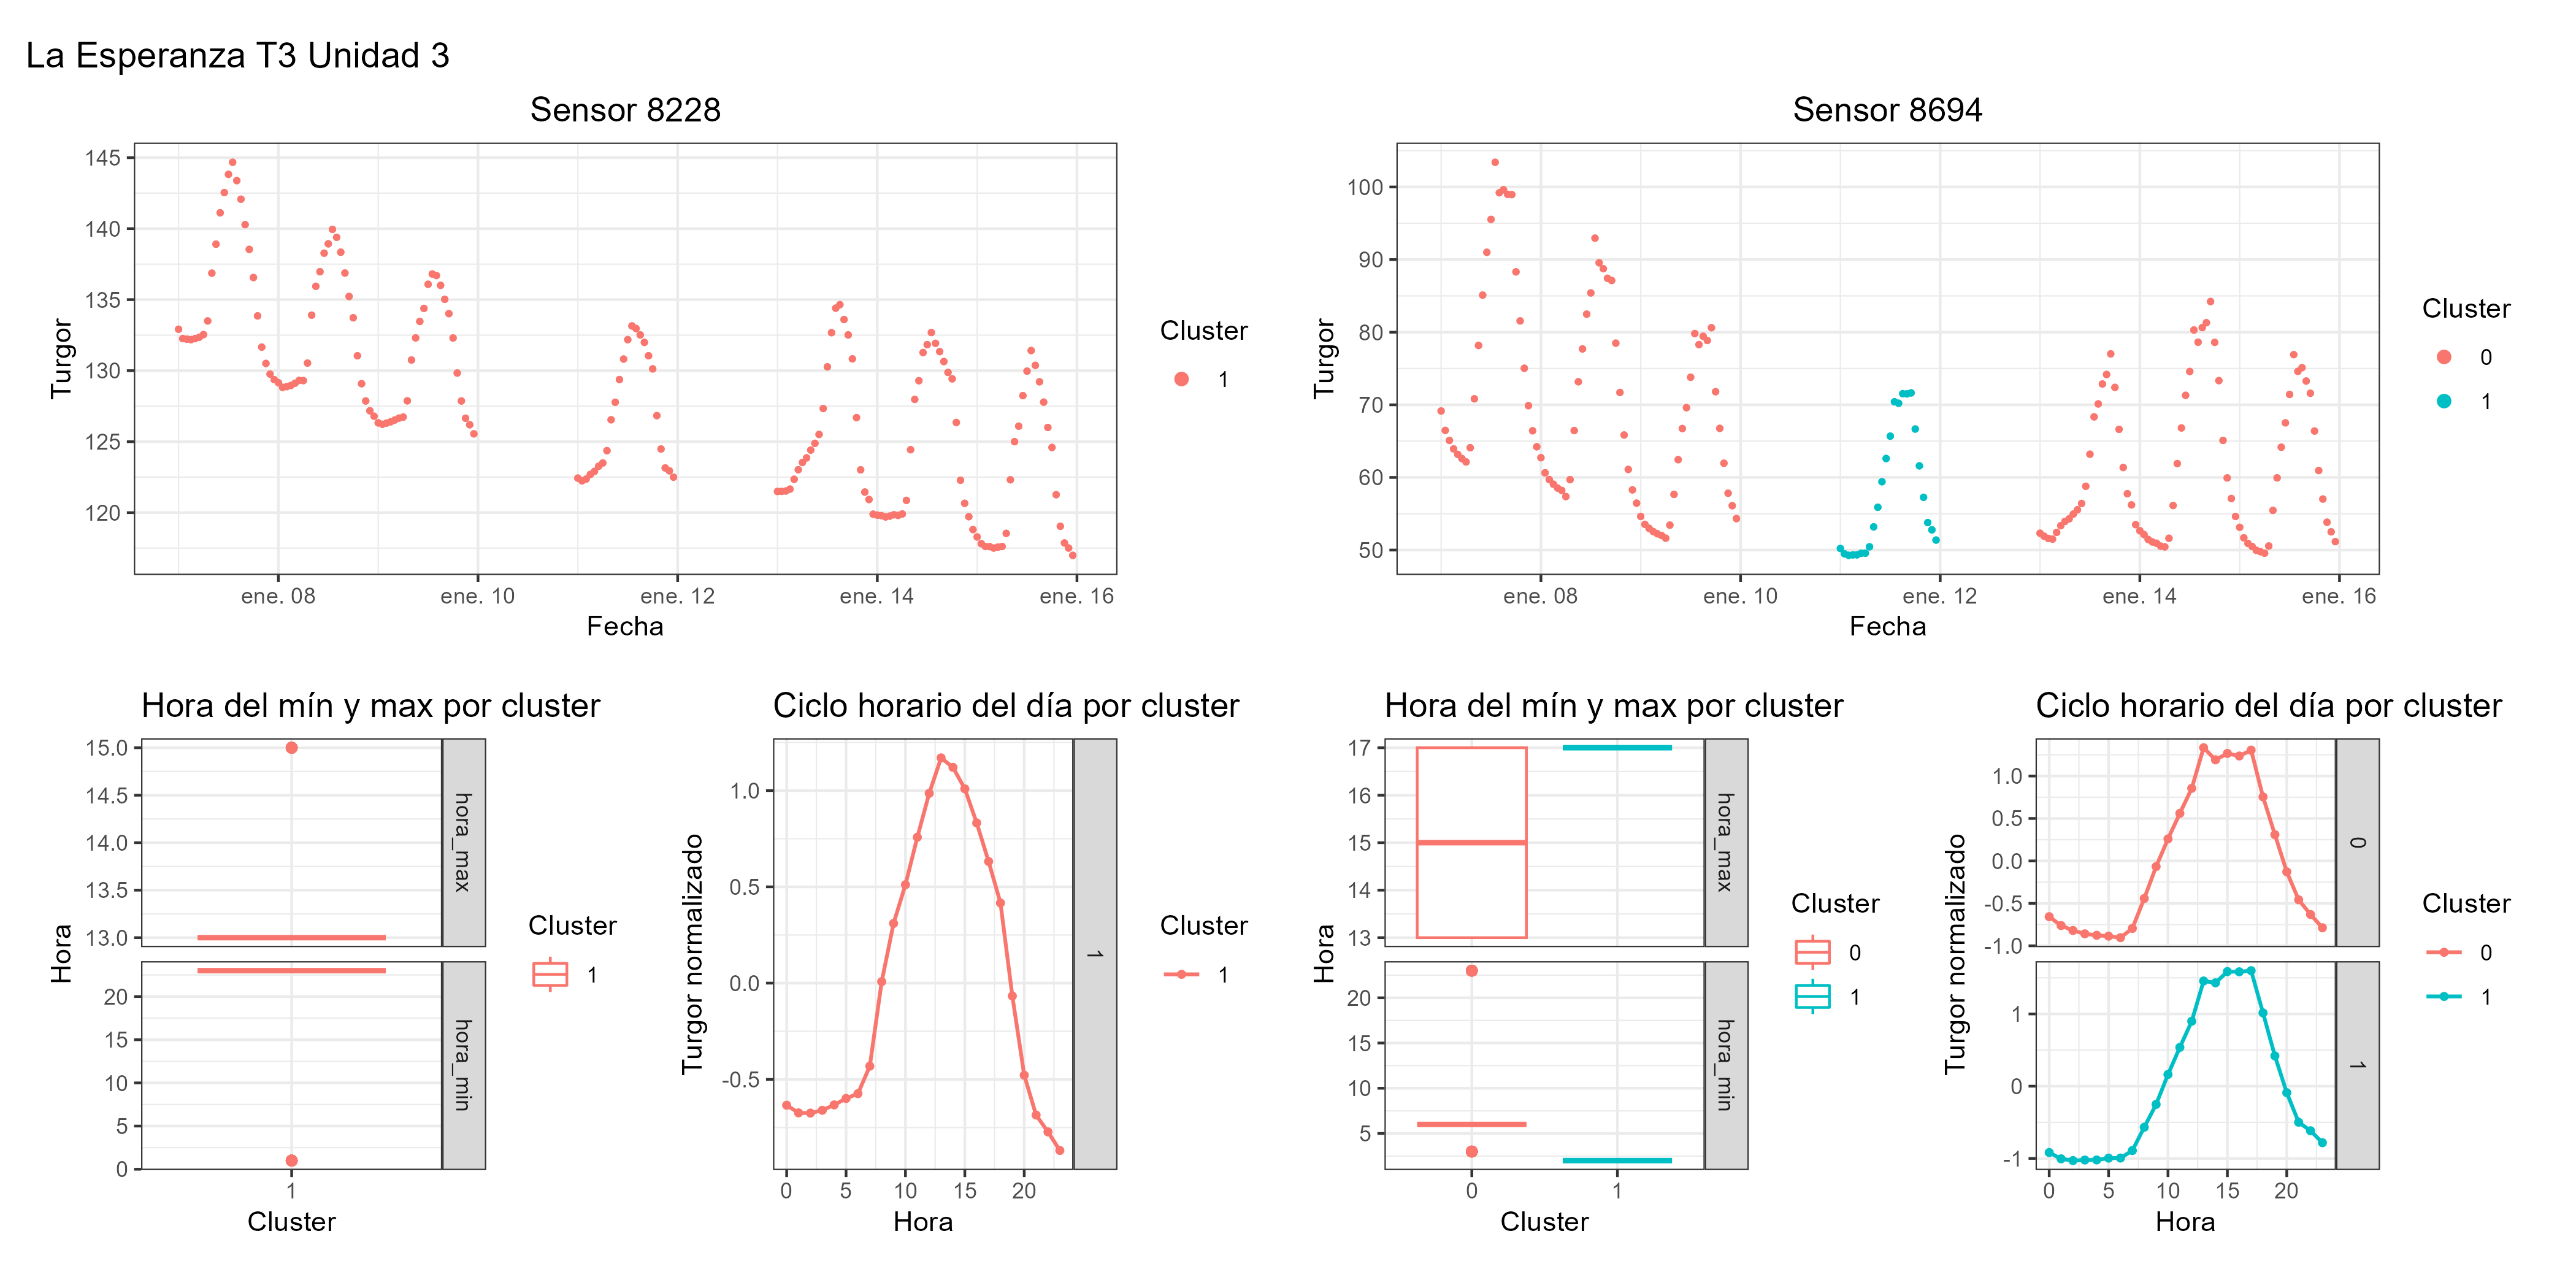 La Esperanza T3 Unidad 3
Sensor 8228
145
140
135
130
125
120
Turgor
ene. 08 ene. 10 ene. 12 ene. 14 ene. 16
Fecha
Cluster
1
Sensor 8694
100
90
80
70
60
50
Turgor
ene. 08 ene. 10 ene. 12 ene. 14 ene. 16
Fecha
Cluster
0
1
Hora del mín y max por cluster
15.0
14.5
14.0
13.5
13.0
hora_max
20
15
10
5
0
hora_min
Hora
1
Cluster
Cluster
1
Ciclo horario del día por cluster
1.0
0.5
0.0
-0.5
Turgor normalizado
1
0 5 10 15 20
Hora
Cluster
1
Hora del mín y max por cluster
17
16
15
14
13
hora_max
20
15
10
5
hora_min
Hora
0 1
Cluster
Cluster
0
1
Ciclo horario del día por cluster
1.0
0.5
0.0
-0.5
-1.0
0
1
0
-1
1
Turgor normalizado
0 5 10 15 20
Hora
Cluster
0
1